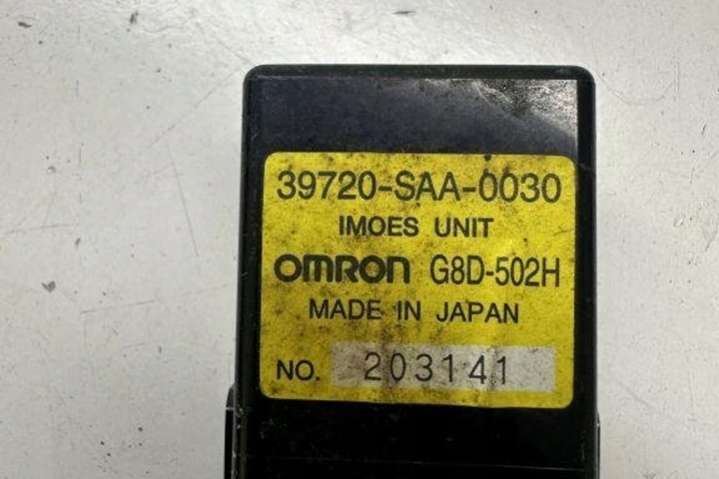 39720-SAA-0030
IMOES UNIT
OMRON G8D-502H
MADE IN JAPAN
NO. 203141